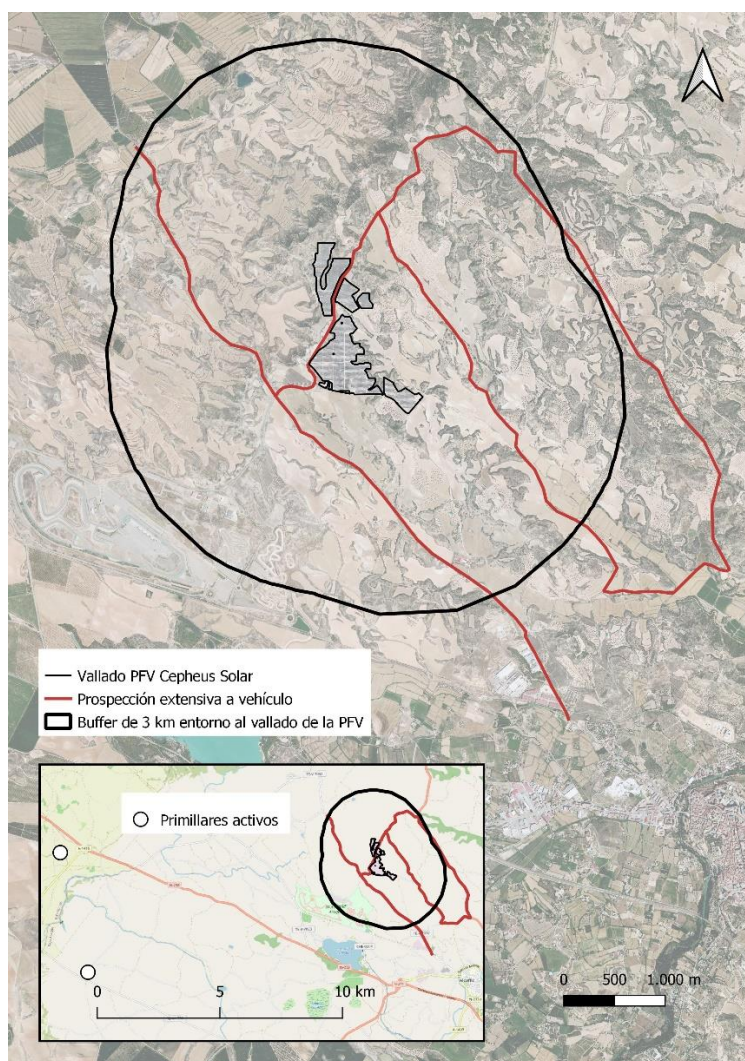 Vallado PFV Cepheus Solar
Prospección extensiva a vehículo
Buffer de 3 km entorno al vallado de la PFV
Primillares activos
0 5 10 km
0 500 1.000 m